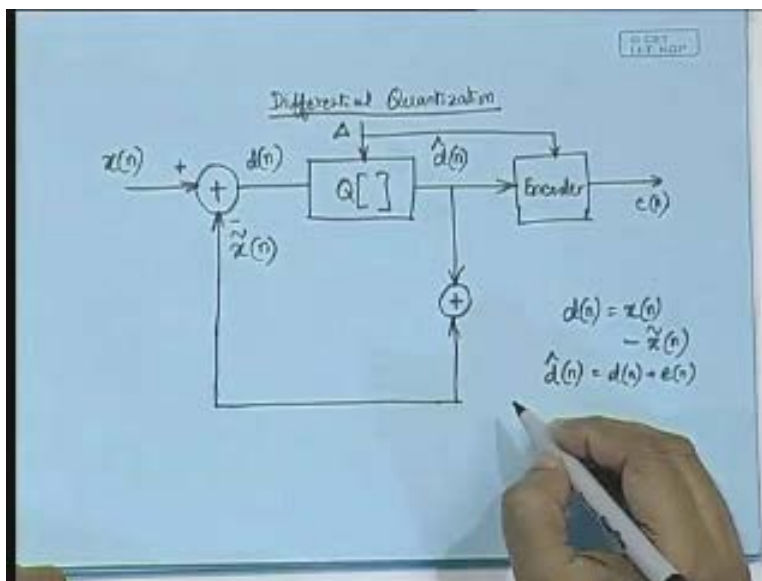 Differential Quantization
Δ
x(n) + d(n) d̂(n)
+ Q[ ] Encoder
c(n)
- x̃(n)
+
d(n) = x(n)
- x̃(n)
d̂(n) = d(n) + e(n)